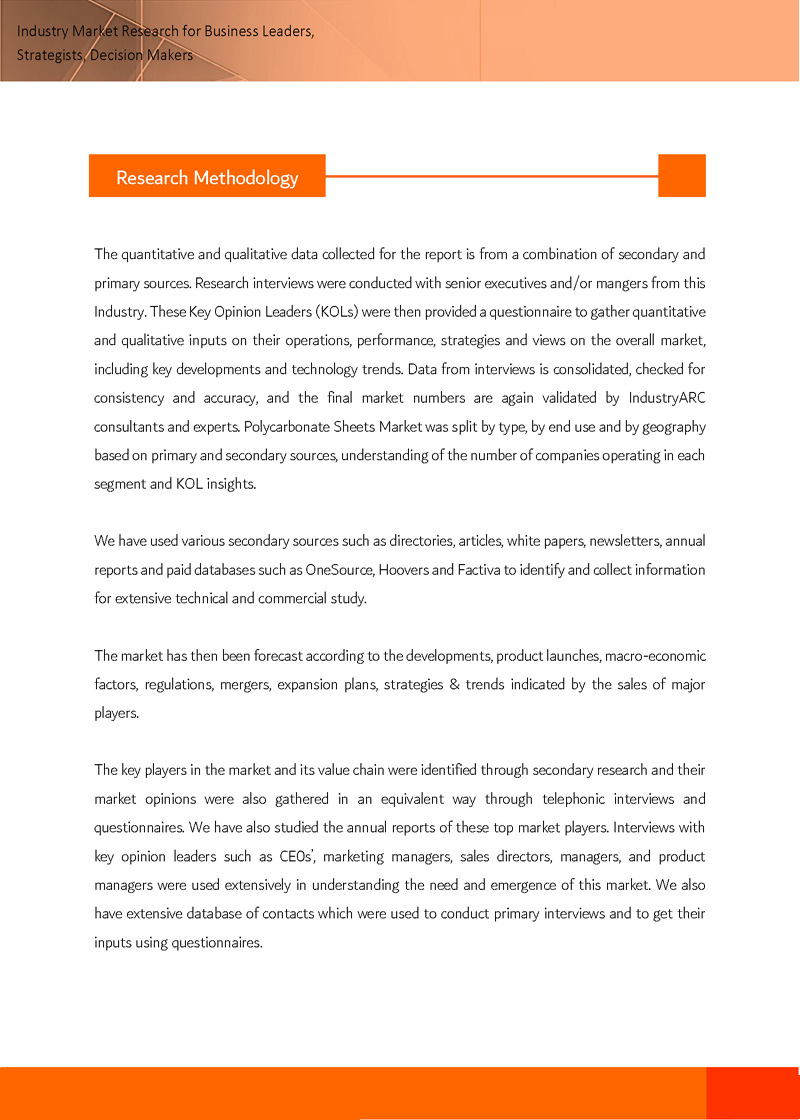 Industry Market Research for Business Leaders,
Strategists, Decision Makers
Research Methodology
The quantitative and qualitative data collected for the report is from a combination of secondary and
primary sources. Research interviews were conducted with senior executives and/or mangers from this
Industry. These Key Opinion Leaders (KOLs) were then provided a questionnaire to gather quantitative
and qualitative inputs on their operations, performance, strategies and views on the overall market,
including key developments and technology trends. Data from interviews is consolidated, checked for
consistency and accuracy, and the final market numbers are again validated by IndustryARC
consultants and experts. Polycarbonate Sheets Market was split by type, by end use and by geography
based on primary and secondary sources, understanding of the number of companies operating in each
segment and KOL insights.
We have used various secondary sources such as directories, articles, white papers, newsletters, annual
reports and paid databases such as OneSource, Hoovers and Factiva to identify and collect information
for extensive technical and commercial study.
The market has then been forecast according to the developments, product launches, macro-economic
factors, regulations, mergers, expansion plans, strategies & trends indicated by the sales of major
players.
The key players in the market and its value chain were identified through secondary research and their
market opinions were also gathered in an equivalent way through telephonic interviews and
questionnaires. We have also studied the annual reports of these top market players. Interviews with
key opinion leaders such as CEOs’, marketing managers, sales directors, managers, and product
managers were used extensively in understanding the need and emergence of this market. We also
have extensive database of contacts which were used to conduct primary interviews and to get their
inputs using questionnaires.